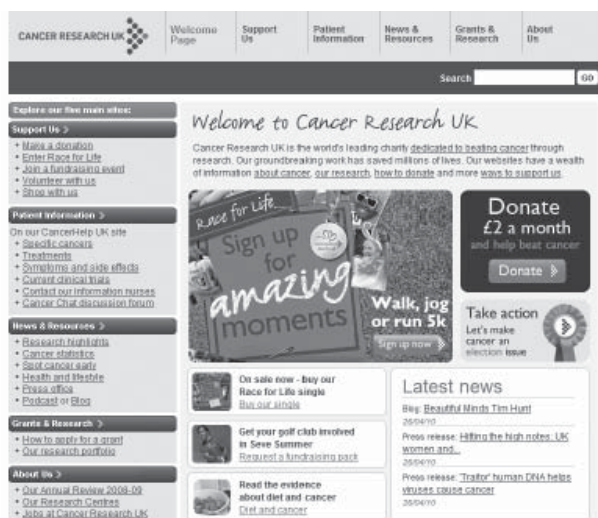 CANCER RESEARCH UK
Welcome Page
Support Us
Patient Information
News & Resources
Grants & Research
About Us
Search
GO
Explore our five main sites:
Support Us >
Make a donation
Enter Race for Life
Join a fundraising event
Volunteer with us
Shop with us
Patient Information >
On our CancerHelp UK site
Specific cancers
Treatments
Symptoms and side effects
Current clinical trials
Contact our information nurses
Cancer Chat discussion forum
News & Resources >
Research highlights
Cancer statistics
Spot cancer early
Health and lifestyle
Press office
Podcast or Blog
Grants & Research >
How to apply for a grant
Our research portfolio
About Us >
Our Annual Review 2008-09
Our Research Centres
Jobs at Cancer Research UK
Welcome to Cancer Research UK
Cancer Research UK is the world's leading charity dedicated to beating cancer through
research. Our groundbreaking work has saved millions of lives. Our websites have a wealth
of information about cancer, our research, how to donate and more ways to support us.
Race for Life
Sign up
for
amazing
moments
Walk, jog
or run 5k
Sign up now
Donate
£2 a month
and help beat cancer
Donate
Take action
Let's make
cancer an
election issue
On sale now - buy our
Race for Life single
Buy our single
Get your golf club involved
in Seve Summer
Request a fundraising pack
Read the evidence
about diet and cancer
Diet and cancer
Latest news
Blog: Beautiful Minds Tim Hunt
26/04/10
Press release: Hitting the high notes: UK
women and...
26/04/10
Press release: 'Traitor' human DNA helps
viruses cause cancer
26/04/10